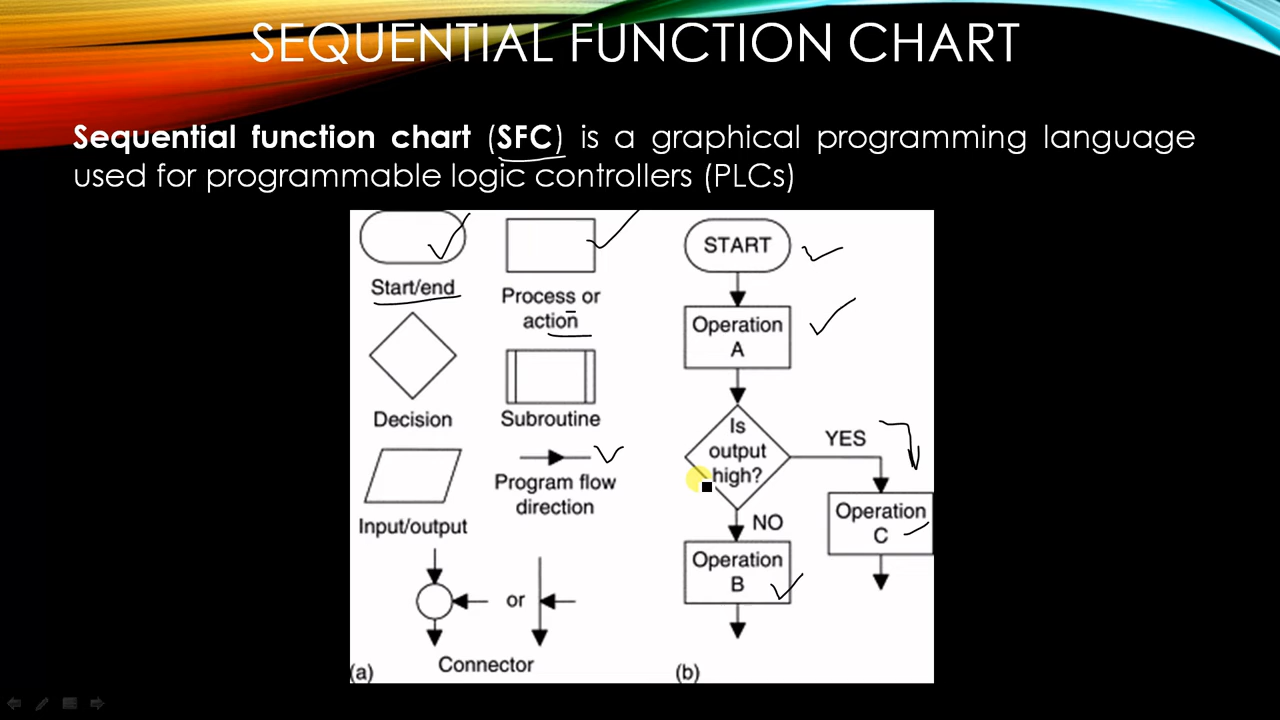 SEQUENTIAL FUNCTION CHART
Sequential function chart (SFC) is a graphical programming language
used for programmable logic controllers (PLCs)
Start/end
Process or
action
Decision
Subroutine
Input/output
Program flow
direction
or
Connector
(a)
START
Operation
A
Is
output
high?
YES
NO
Operation
C
Operation
B
(b)